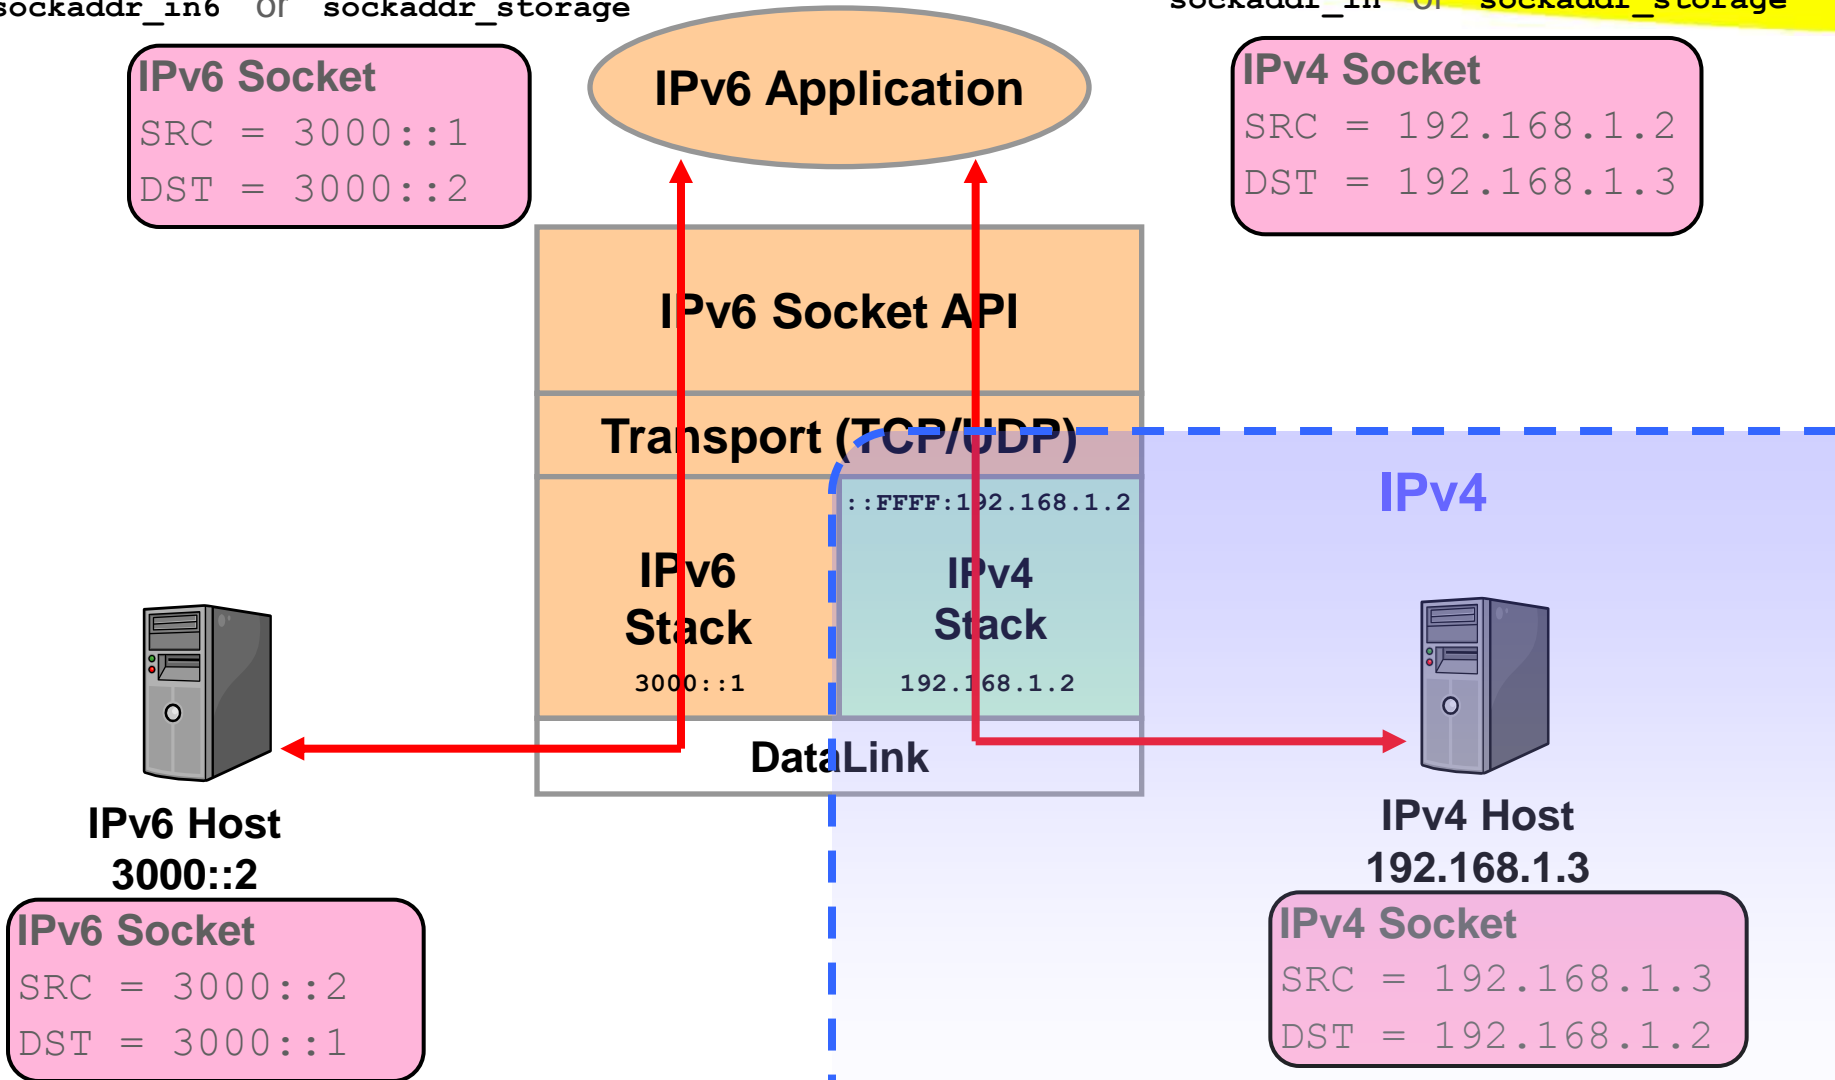 sockaddr_in6 or sockaddr_storage
sockaddr_in or sockaddr_storage
IPv6 Socket
SRC = 3000::1
DST = 3000::2
IPv6 Application
IPv4 Socket
SRC = 192.168.1.2
DST = 192.168.1.3
IPv6 Socket API
Transport (TCP/UDP)
::FFFF:192.168.1.2
IPv4
IPv6
Stack
3000::1
IPv4
Stack
192.168.1.2
DataLink
IPv6 Host
3000::2
IPv6 Socket
SRC = 3000::2
DST = 3000::1
IPv4 Host
192.168.1.3
IPv4 Socket
SRC = 192.168.1.3
DST = 192.168.1.2